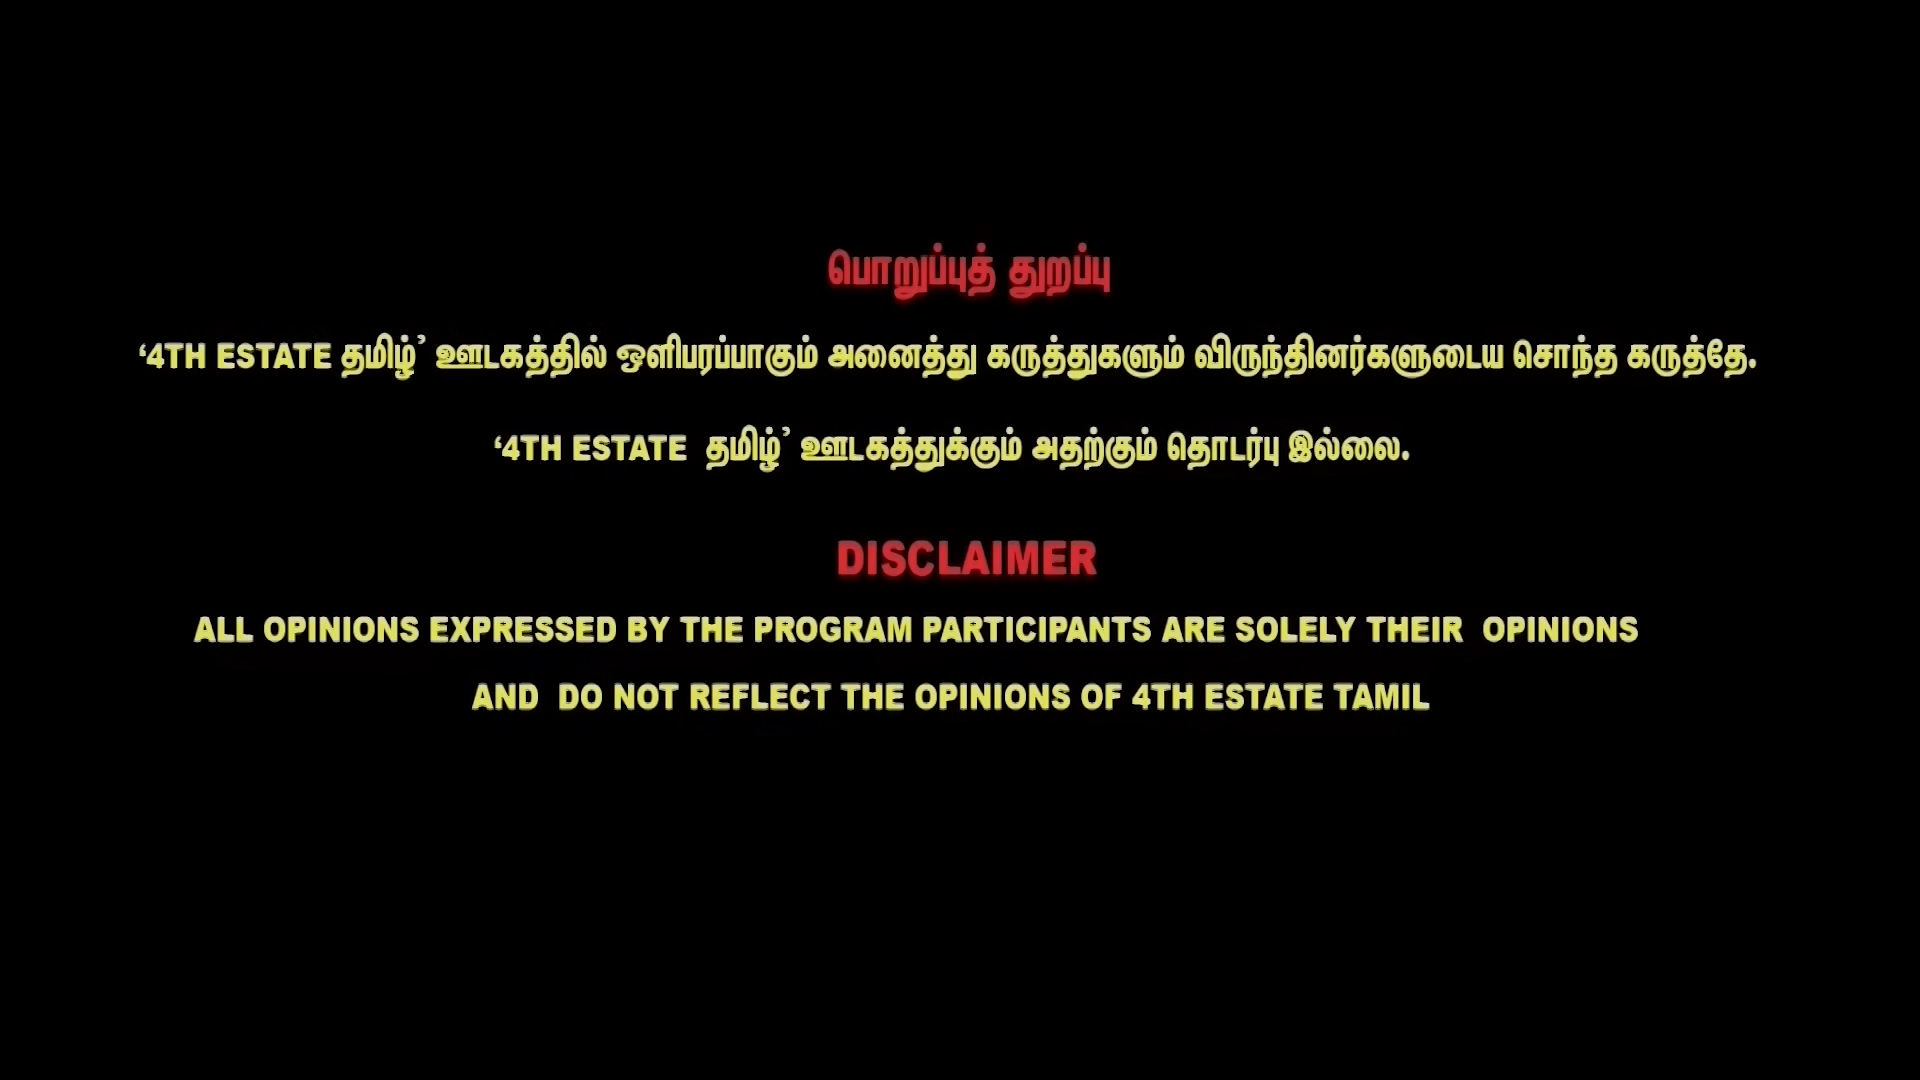 பொறுப்புத் துறப்பு
‘4TH ESTATE தமிழ்’ ஊடகத்தில் ஒளிபரப்பாகும் அனைத்து கருத்துகளும் விருந்தினர்களுடைய சொந்த கருத்தே.
‘4TH ESTATE தமிழ்’ ஊடகத்துக்கும் அதற்கும் தொடர்பு இல்லை.
DISCLAIMER
ALL OPINIONS EXPRESSED BY THE PROGRAM PARTICIPANTS ARE SOLELY THEIR OPINIONS
AND DO NOT REFLECT THE OPINIONS OF 4TH ESTATE TAMIL